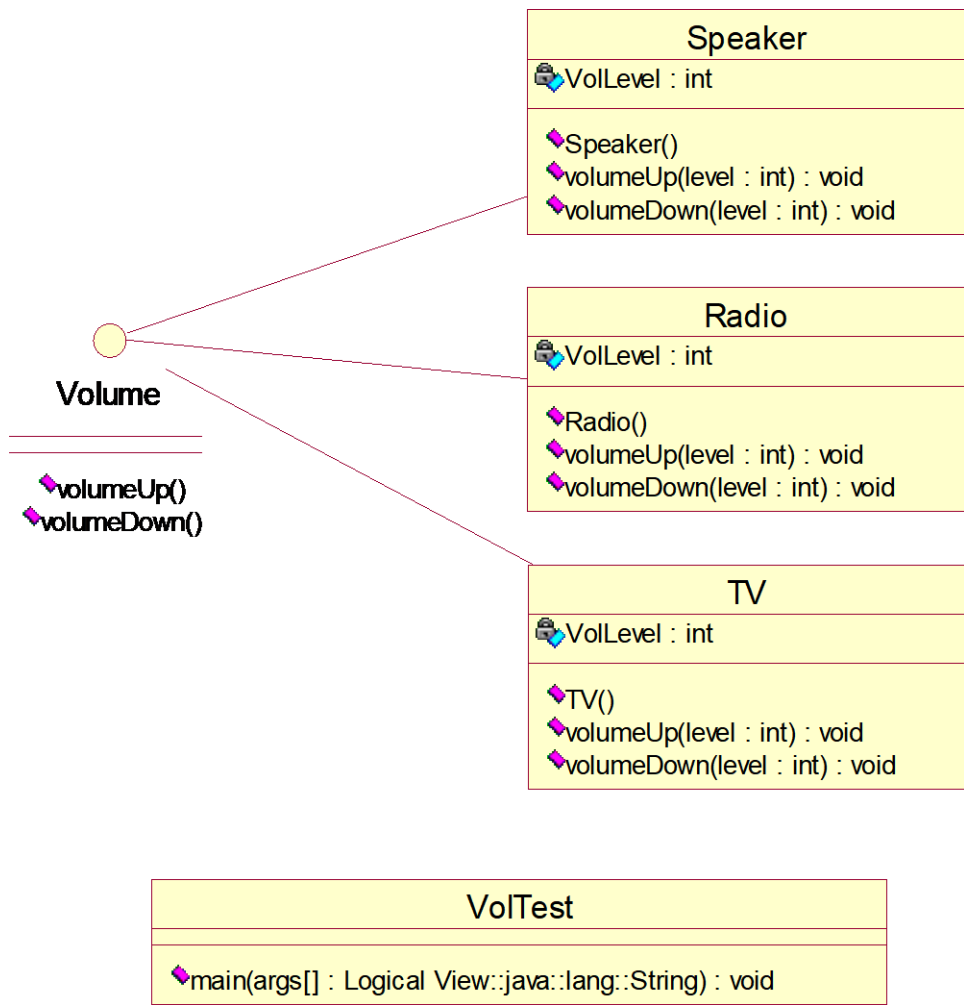 Speaker
VolLevel : int
Speaker()
volumeUp(level : int) : void
volumeDown(level : int) : void
Volume
volumeUp()
volumeDown()
Radio
VolLevel : int
Radio()
volumeUp(level : int) : void
volumeDown(level : int) : void
TV
VolLevel : int
TV()
volumeUp(level : int) : void
volumeDown(level : int) : void
VolTest
main(args[] : Logical View::java::lang::String) : void